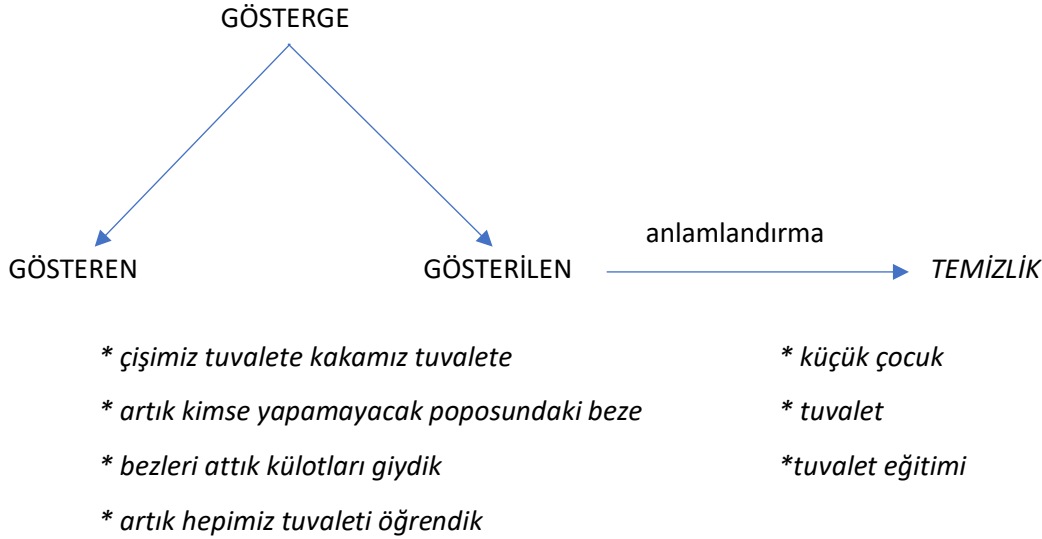 GÖSTERGE
anlamlandırma
GÖSTEREN GÖSTERİLEN TEMİZLİK
* çişimiz tuvalete kakamız tuvalete * küçük çocuk
* artık kimse yapamayacak poposundaki beze * tuvalet
* bezleri attık külotları giydik *tuvalet eğitimi
* artık hepimiz tuvaleti öğrendik